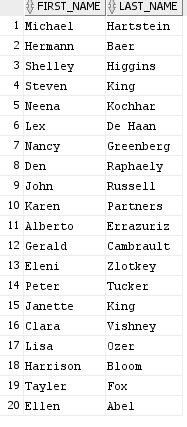 FIRST_NAME LAST_NAME
1 Michael Hartstein
2 Hermann Baer
3 Shelley Higgins
4 Steven King
5 Neena Kochhar
6 Lex De Haan
7 Nancy Greenberg
8 Den Raphaely
9 John Russell
10 Karen Partners
11 Alberto Errazuriz
12 Gerald Cambrault
13 Eleni Zlotkey
14 Peter Tucker
15 Janette King
16 Clara Vishney
17 Lisa Ozer
18 Harrison Bloom
19 Tayler Fox
20 Ellen Abel